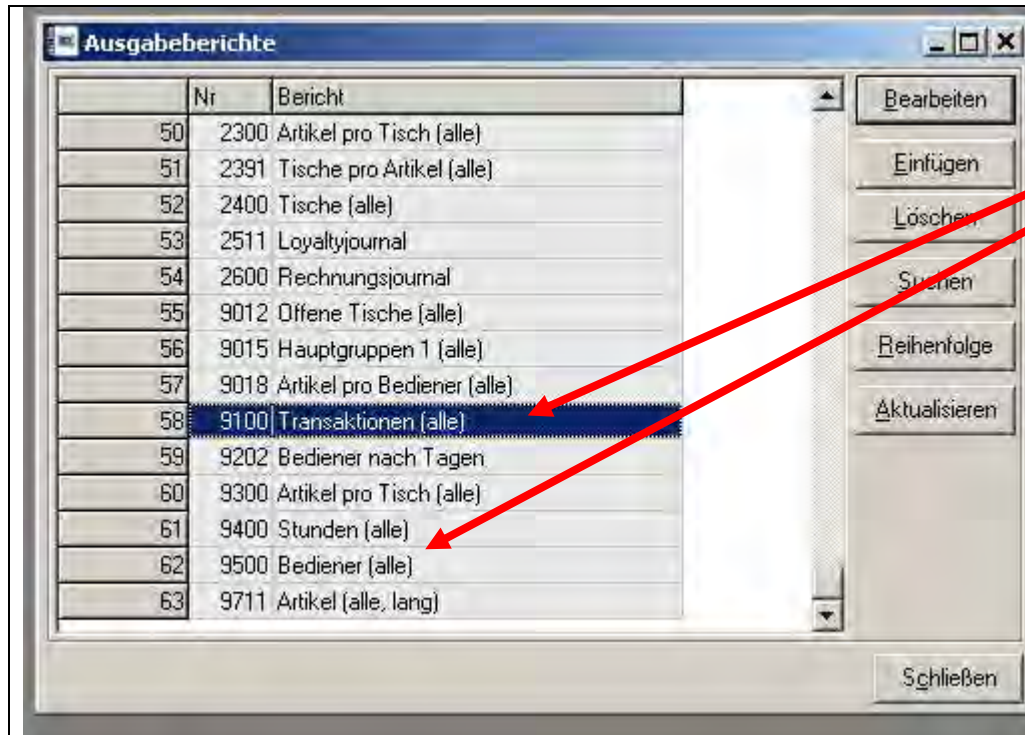 Ausgabeberichte
Nr Bericht
50 2300 Artikel pro Tisch (alle)
51 2391 Tische pro Artikel (alle)
52 2400 Tische (alle)
53 2511 Loyaltyjournal
54 2600 Rechnungsjournal
55 9012 Offene Tische (alle)
56 9015 Hauptgruppen 1 (alle)
57 9018 Artikel pro Bediener (alle)
58 9100 Transaktionen (alle)
59 9202 Bediener nach Tagen
60 9300 Artikel pro Tisch (alle)
61 9400 Stunden (alle)
62 9500 Bediener (alle)
63 9711 Artikel (alle, lang)
Bearbeiten
Einfügen
Löschen
Suchen
Reihenfolge
Aktualisieren
Schließen